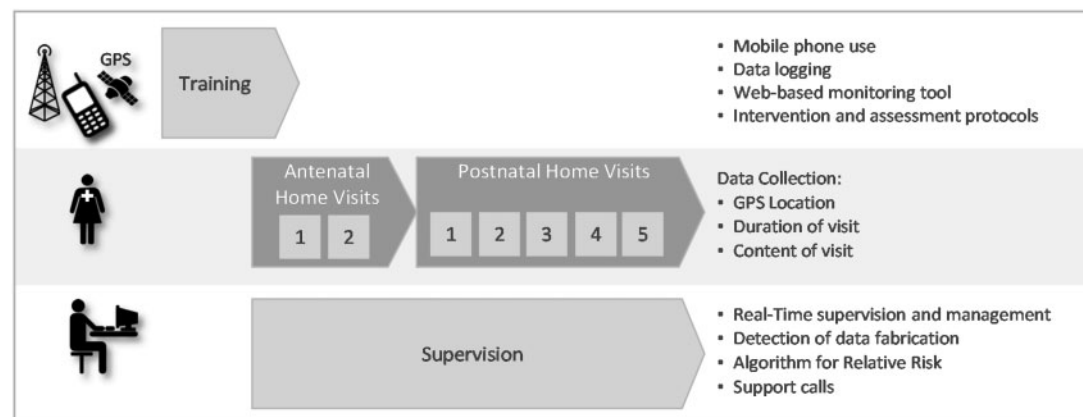 GPS
Training
▪ Mobile phone use
▪ Data logging
▪ Web-based monitoring tool
▪ Intervention and assessment protocols
Antenatal
Home Visits
1 2
Postnatal Home Visits
1 2 3 4 5
Data Collection:
▪ GPS Location
▪ Duration of visit
▪ Content of visit
Supervision
▪ Real-Time supervision and management
▪ Detection of data fabrication
▪ Algorithm for Relative Risk
▪ Support calls